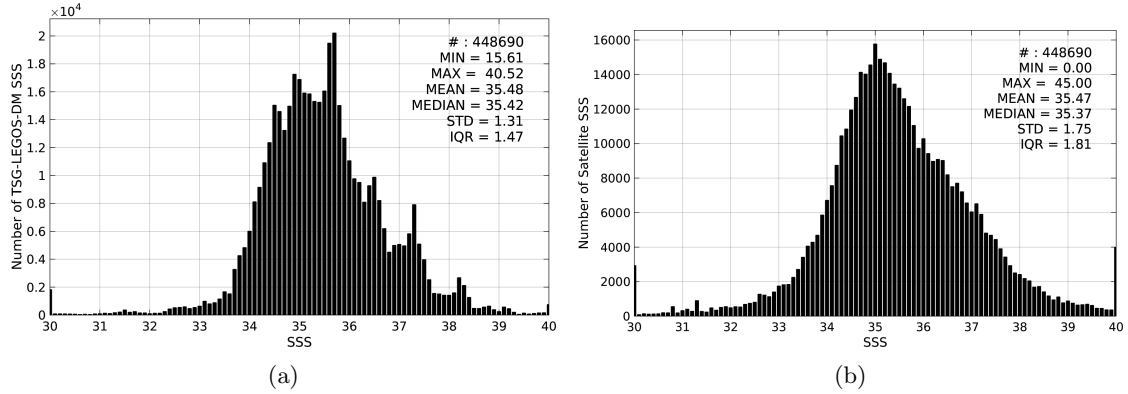 ×10⁴
2
1.8
1.6
1.4
1.2
1
0.8
0.6
0.4
0.2
0
Number of TSG-LEGOS-DM SSS
# : 448690
MIN = 15.61
MAX = 40.52
MEAN = 35.48
MEDIAN = 35.42
STD = 1.31
IQR = 1.47
30 31 32 33 34 35 36 37 38 39 40
SSS
(a)
16000
14000
12000
10000
8000
6000
4000
2000
0
Number of Satellite SSS
# : 448690
MIN = 0.00
MAX = 45.00
MEAN = 35.47
MEDIAN = 35.37
STD = 1.75
IQR = 1.81
30 31 32 33 34 35 36 37 38 39 40
SSS
(b)